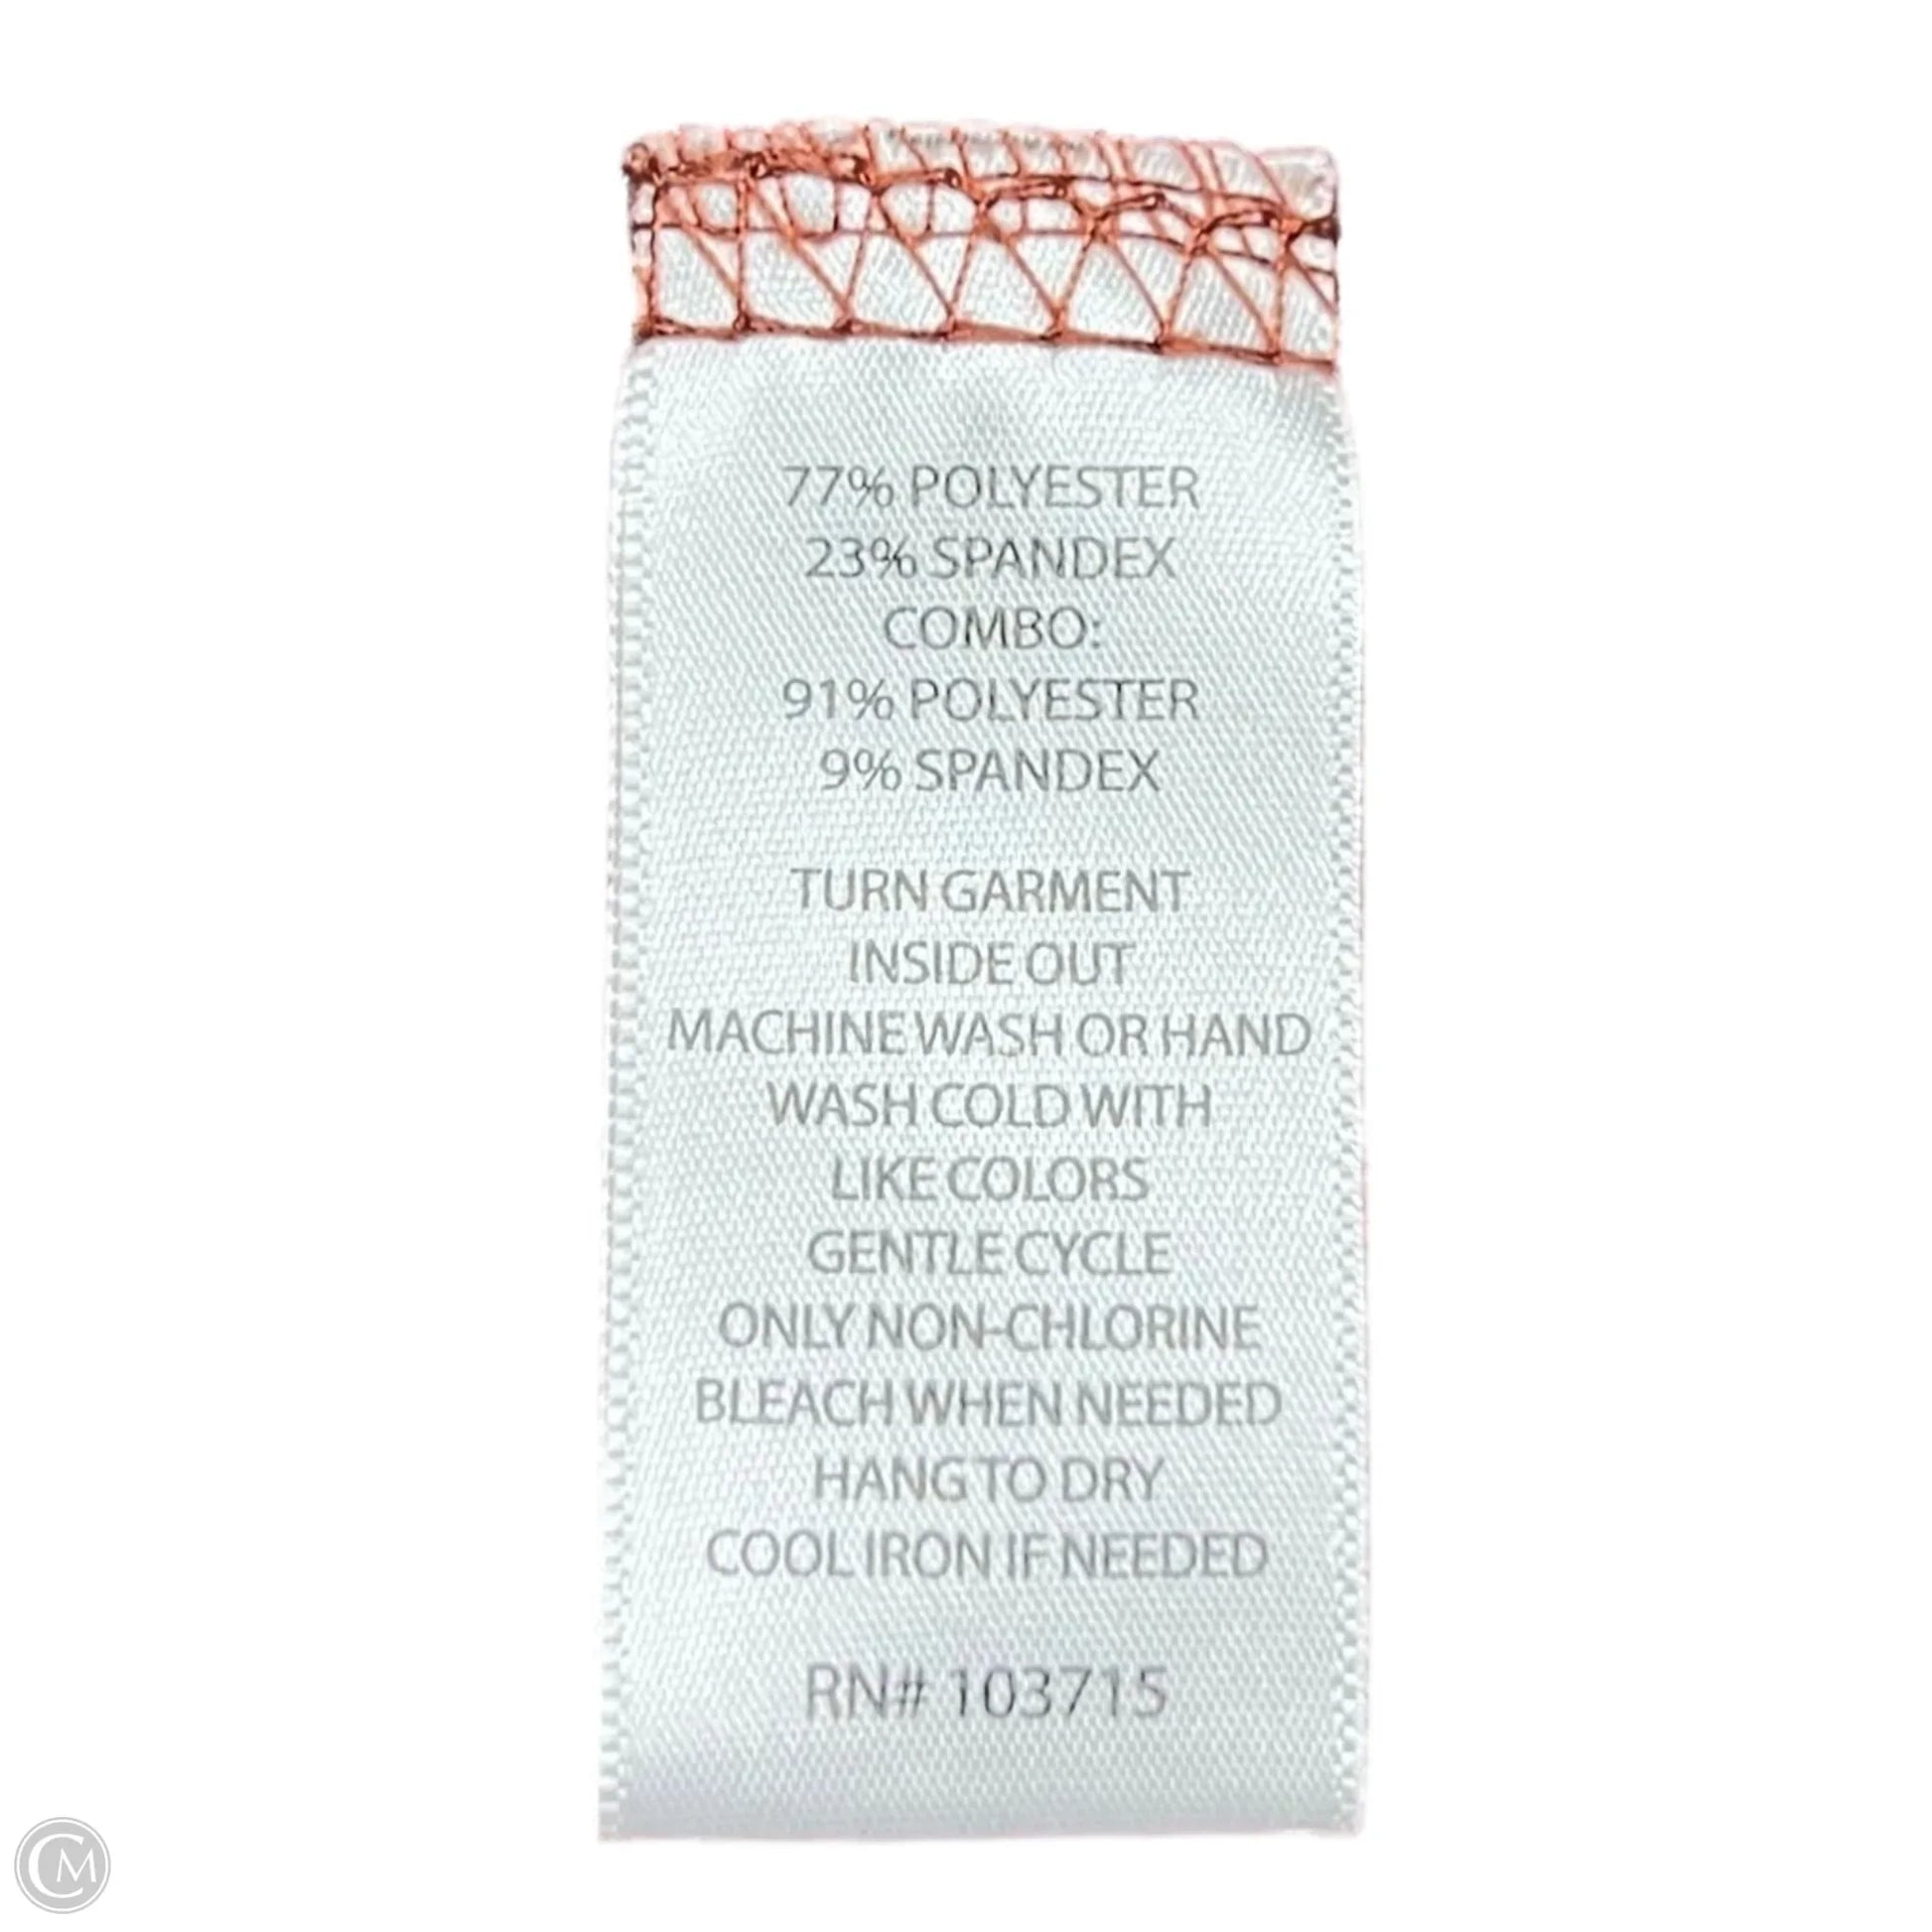 77% POLYESTER
23% SPANDEX
COMBO:
91% POLYESTER
9% SPANDEX
TURN GARMENT
INSIDE OUT
MACHINE WASH OR HAND
WASH COLD WITH
LIKE COLORS
GENTLE CYCLE
ONLY NON-CHLORINE
BLEACH WHEN NEEDED
HANG TO DRY
COOL IRON IF NEEDED
RN# 103715
CM